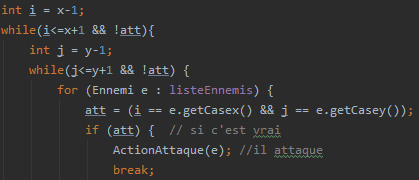 int i = x-1;
while(i<=x+1 && !att){
int j = y-1;
while(j<=y+1 && !att) {
for (Ennemi e : listeEnnemis) {
att = (i == e.getCasex() && j == e.getCasey());
if (att) {  // si c'est vrai
ActionAttaque(e); //il attaque
break;